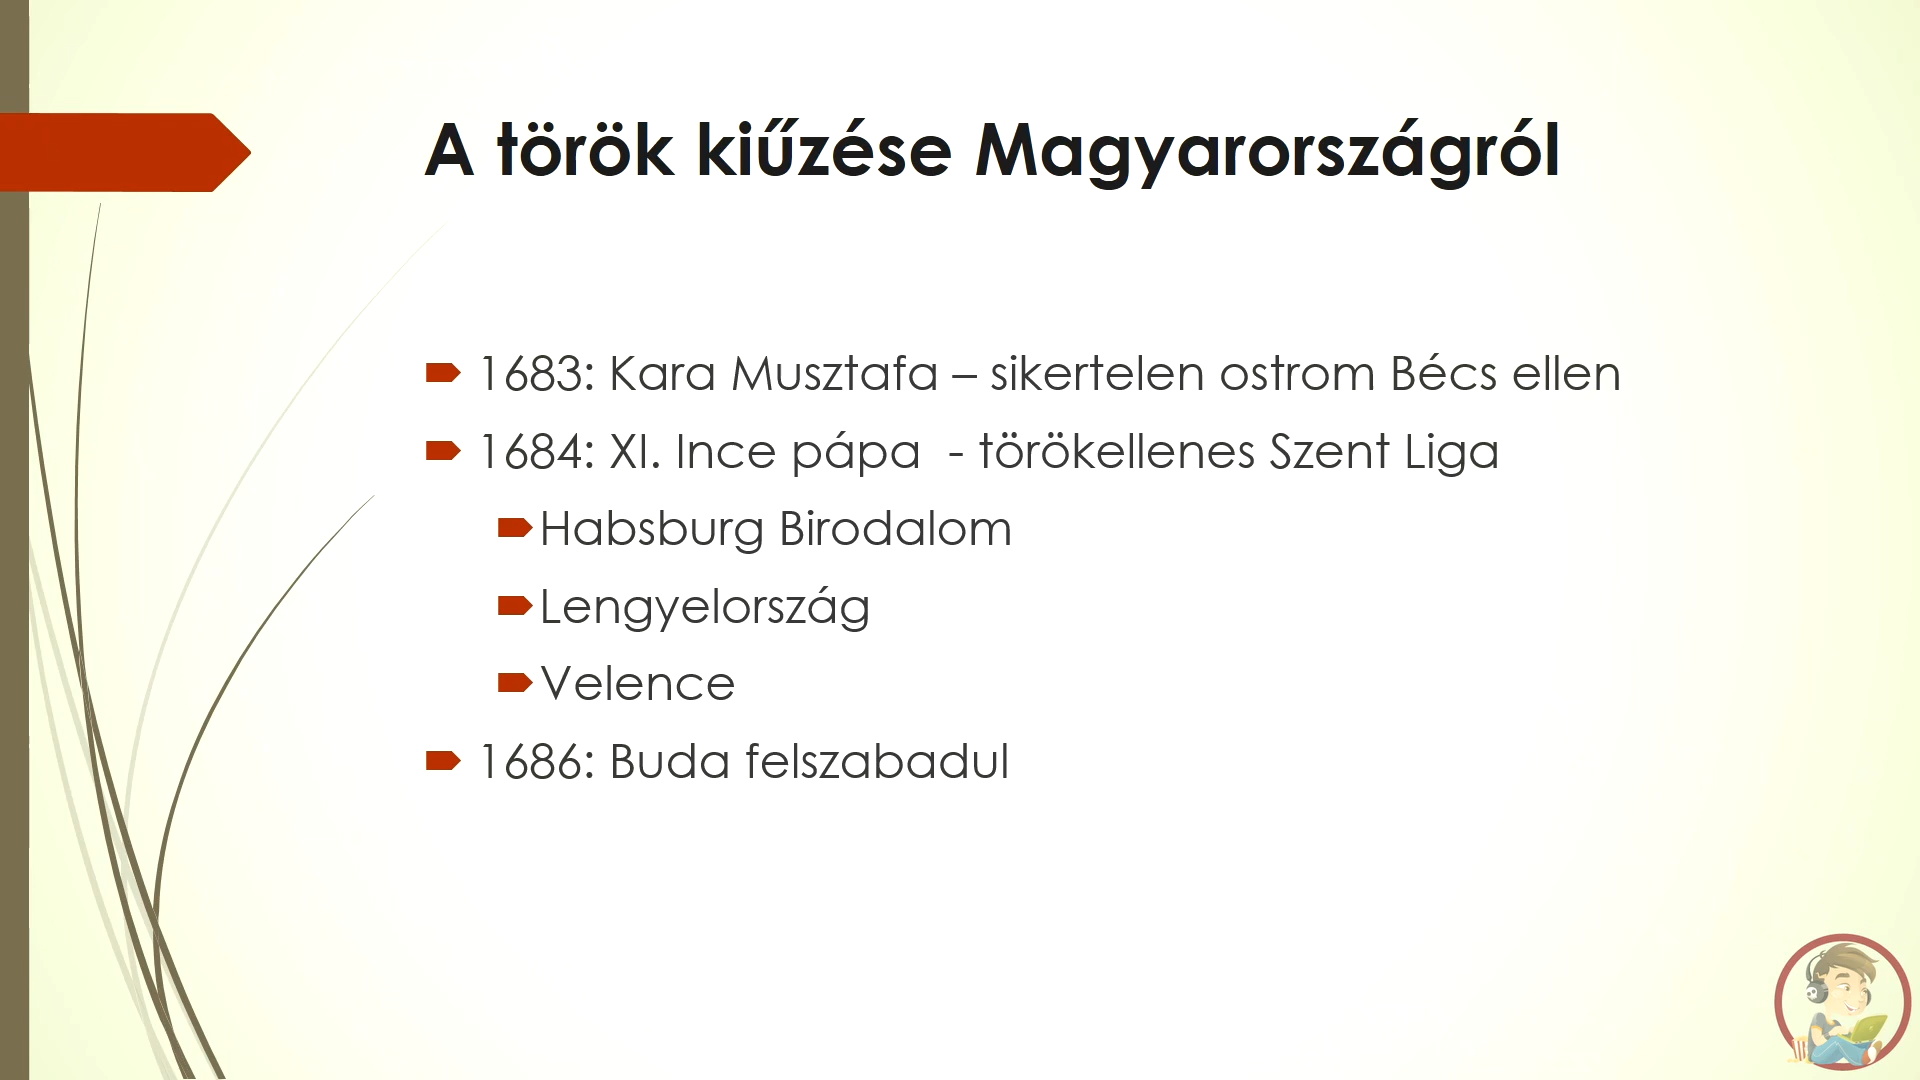 A török kiűzése Magyarországról
1683: Kara Musztafa – sikertelen ostrom Bécs ellen
1684: XI. Ince pápa - törökellenes Szent Liga
Habsburg Birodalom
Lengyelország
Velence
1686: Buda felszabadul